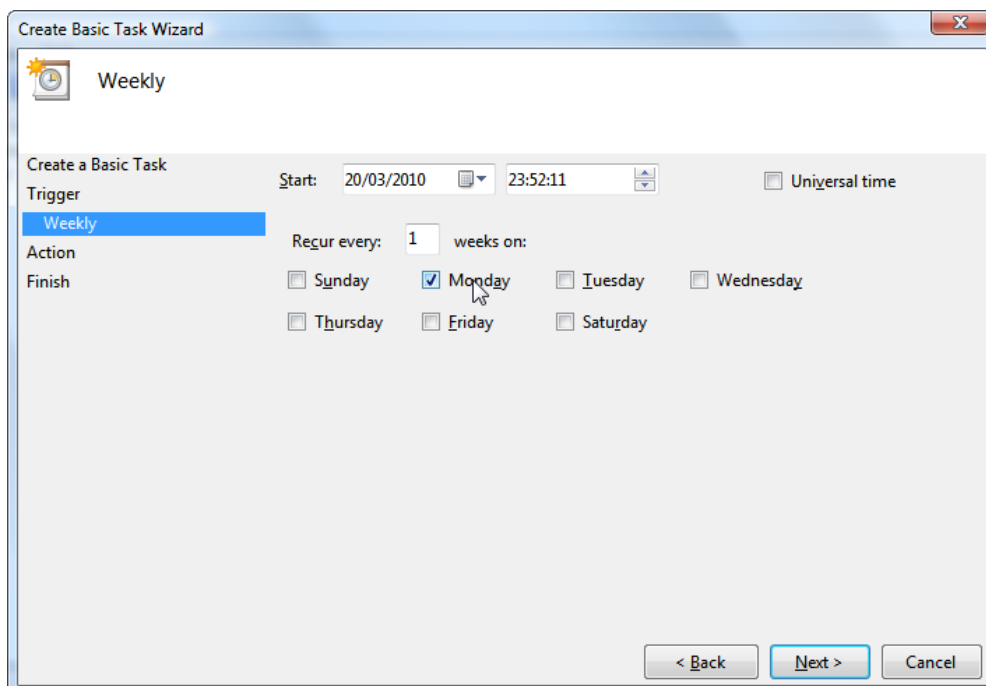 Create Basic Task Wizard
Weekly
Create a Basic Task
Trigger
Weekly
Action
Finish
Start: 20/03/2010 23:52:11 Universal time
Recur every: 1 weeks on:
Sunday Monday Tuesday Wednesday
Thursday Friday Saturday
< Back Next > Cancel